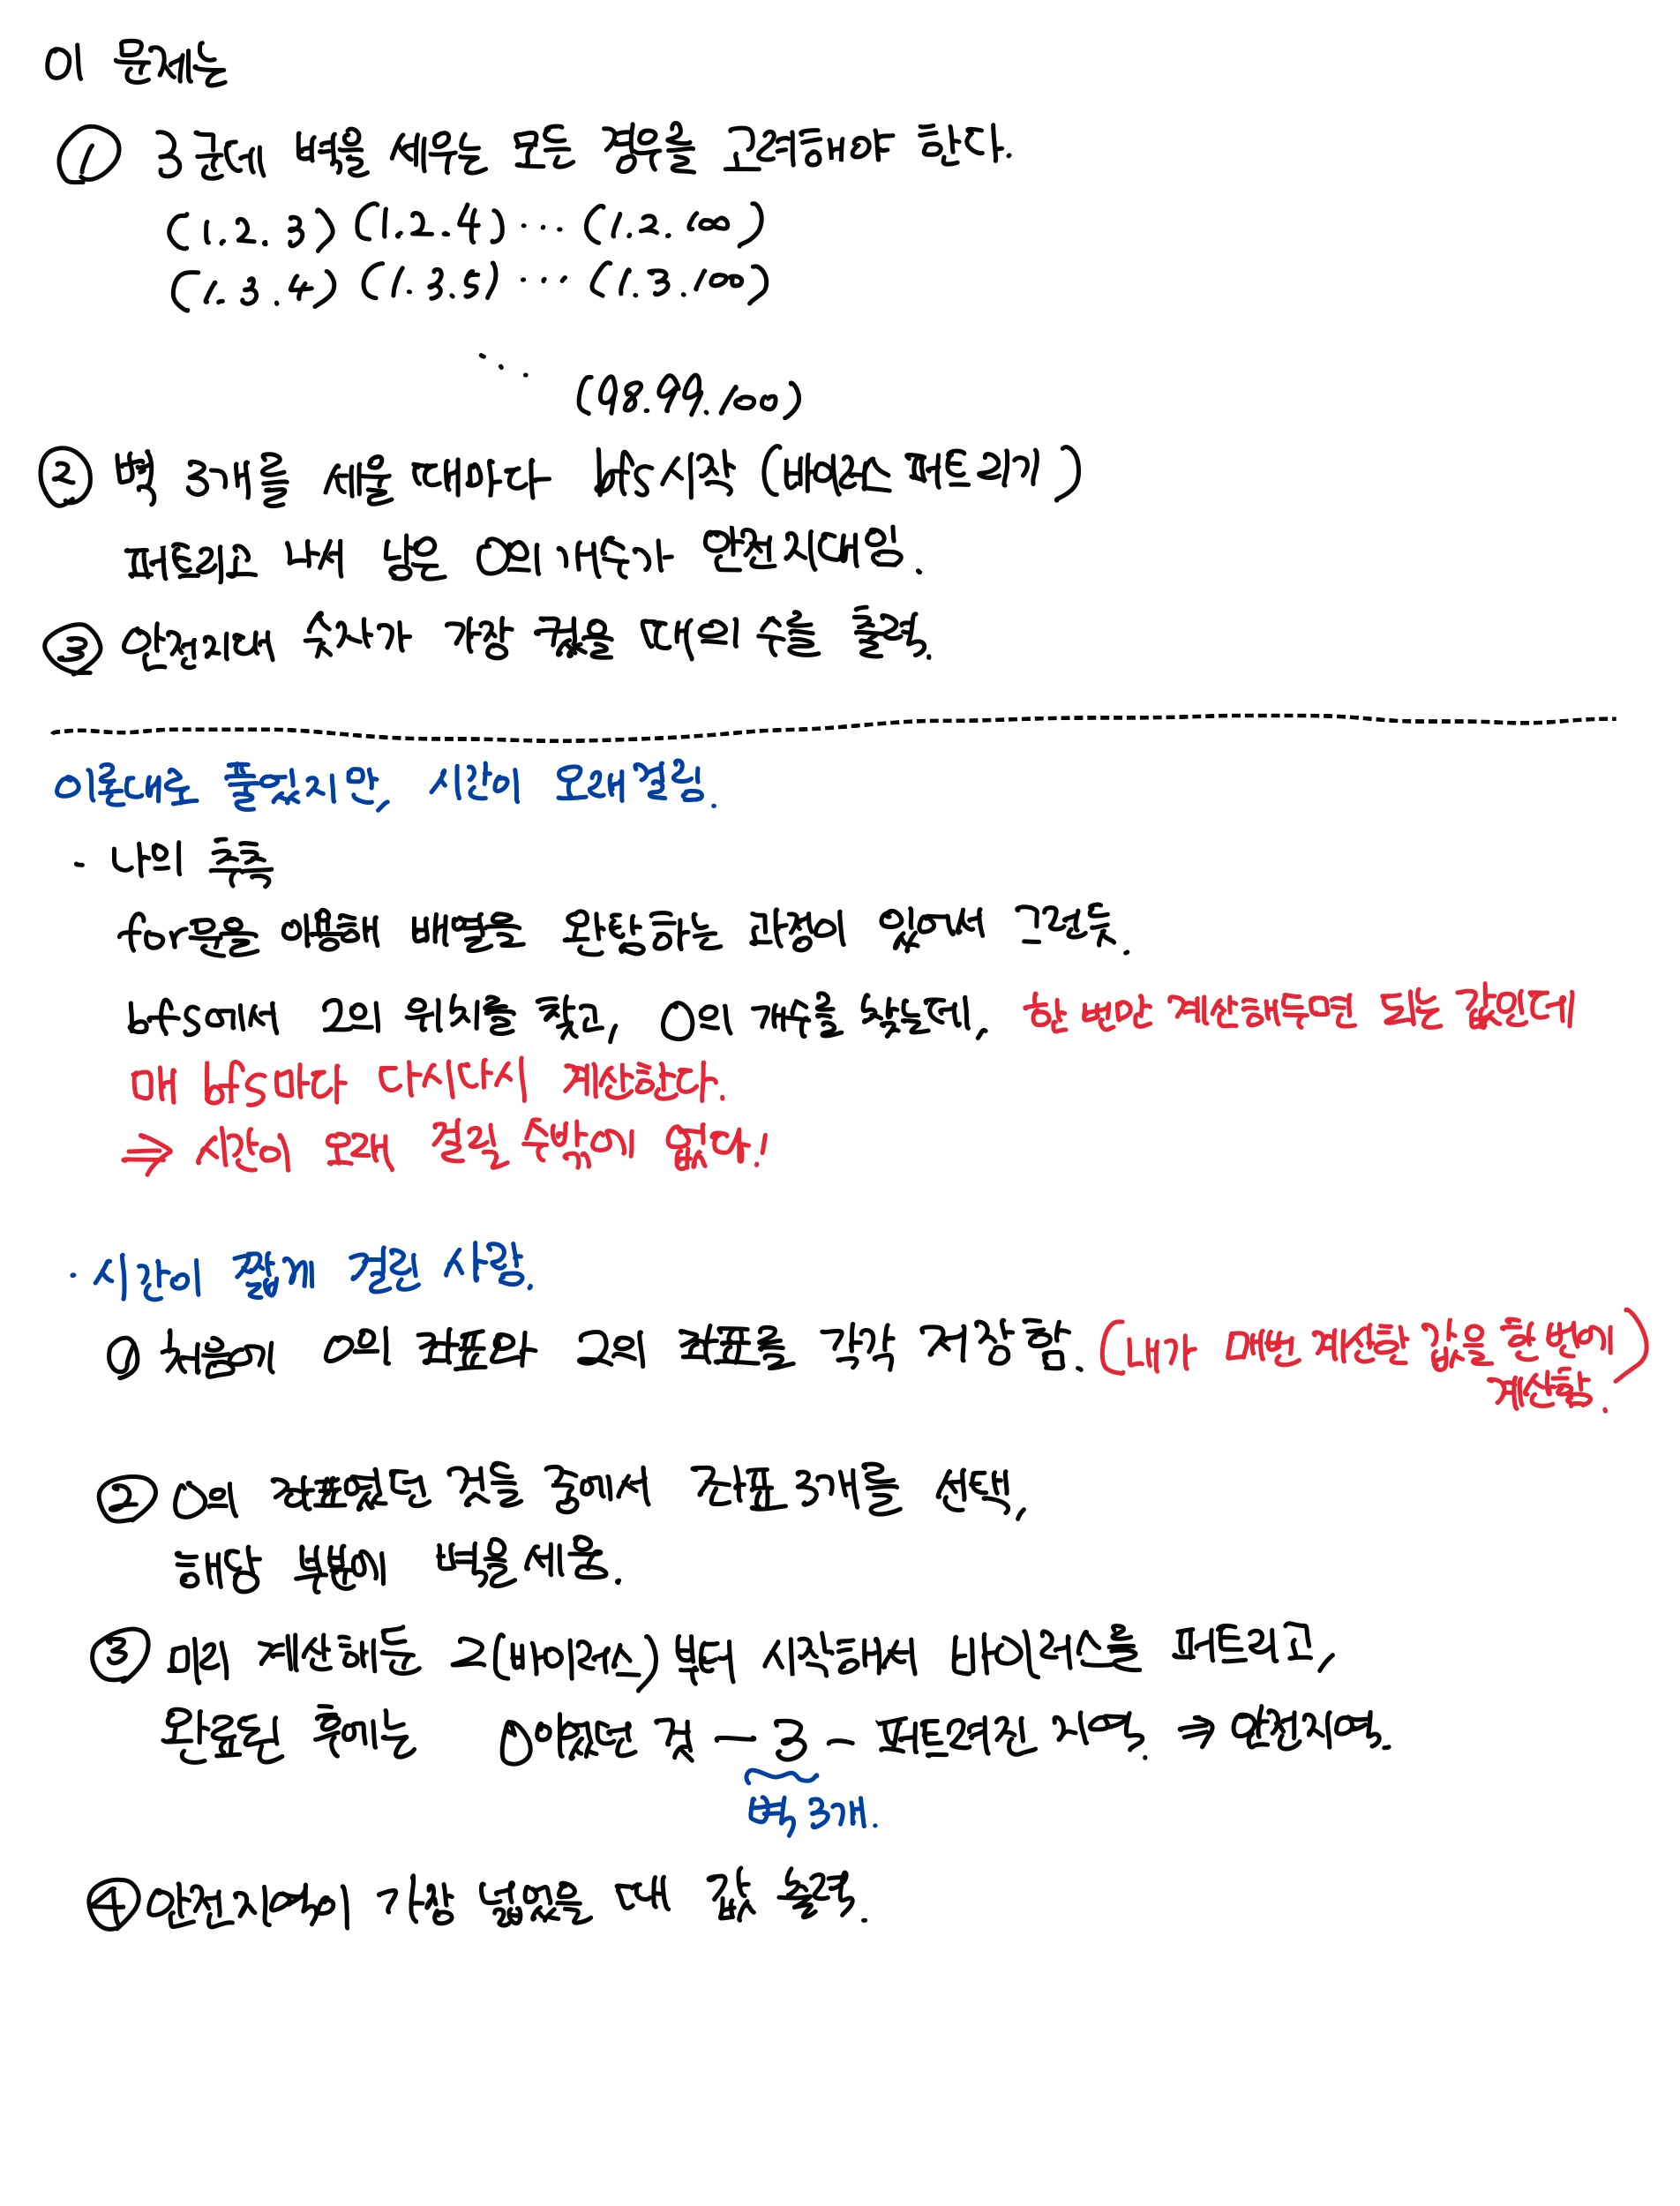 이 문제는
① 3군데 벽을 세우는 모든 경우을 고려해야 한다.
(1.2.3) (1.2.4) ··· (1.2.100)
(1.3.4) (1.3.5) ··· (1.3.100)
···
(98.99.100)
② 벽 3개를 세울 때마다 bfs시작 (바이러스 퍼트리기)
퍼트리고 나서 남은 0의 개수가 안전지대임.
③ 안전지대 숫자가 가장 컸을 때의 수를 출력.
이론대로 풀었지만, 시간이 오래걸림.
· 나의 추측
for문을 이용해 배열을 완탐하는 과정이 있어서 그런듯.
bfs에서 2의 위치를 찾고, 0의 개수를 찾는데, 한 번만 계산해두면 되는 값인데
매 bfs마다 다시다시 계산한다.
⇒ 시간이 오래 걸릴 수밖에 없다!
· 시간이 짧게 걸린 사람.
① 처음에 0의 좌표와 2의 좌표를 각각 저장함. (내가 매번 계산한 값을 한 번에
계산함.)
② 0의 좌표였던 것들 중에서 좌표 3개를 선택,
해당 부분에 벽을 세움.
③ 미리 계산해둔 2(바이러스) 부터 시작해서 바이러스를 퍼트리고,
완료된 후에는 0이었던 것 - 3 - 퍼트려진 지역. ⇒ 안전지역.
벽 3개.
④ 안전지역이 가장 넓었을 때 값 출력.